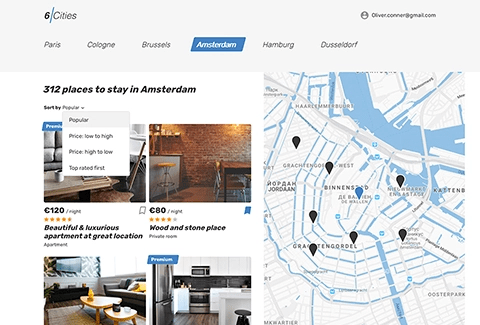 6 Cities
Oliver.conner@gmail.com
Paris
Cologne
Brussels
Amsterdam
Hamburg
Dusseldorf
312 places to stay in Amsterdam
Sort by Popular
Popular
Price: low to high
Price: high to low
Top rated first
Premium
€120 / night
Beautiful & luxurious
apartment at great location
Apartment
€80 / night
Wood and stone place
Private room
Premium
HAARLEMMERBUURT
GRACHTENGORDEL-WEST
ЙОРДАН
JORDAAN
BINNENSTAD
DE WALLEN
NIEUWMARKT
GRACHTENGORDEL
OOSTERPARK
МКВАРТИР